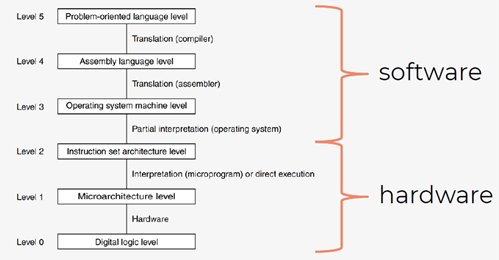 Level 5 Problem-oriented language level
Translation (compiler)
Level 4 Assembly language level
software
Translation (assembler)
Level 3 Operating system machine level
Partial interpretation (operating system)
Level 2 Instruction set architecture level
Interpretation (microprogram) or direct execution
hardware
Level 1 Microarchitecture level
Hardware
Level 0 Digital logic level